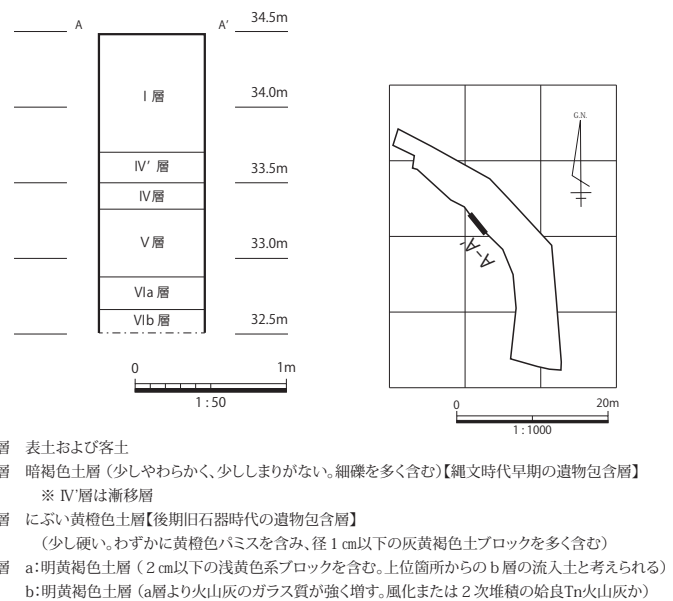 A A' 34.5m
I 層
34.0m
IV' 層
33.5m
IV層
V 層
33.0m
VIa 層
VIb 層
32.5m
0 1m
1:50
G.N.
A-A'
0 20m
1:1000
層 表土および客土
層 暗褐色土層（少しやわらかく、少ししまりがない。細礫を多く含む）【縄文時代早期の遺物包含層】
※ IV'層は漸移層
層 にぶい黄橙色土層【後期旧石器時代の遺物包含層】
（少し硬い。わずかに黄橙色パミスを含み、径１㎝以下の灰黄褐色土ブロックを多く含む）
層 a:明黄褐色土層（２㎝以下の浅黄色系ブロックを含む。上位箇所からのｂ層の流入土と考えられる）
b:明黄褐色土層（a層より火山灰のガラス質が強く増す。風化または２次堆積の姶良Tn火山灰か）